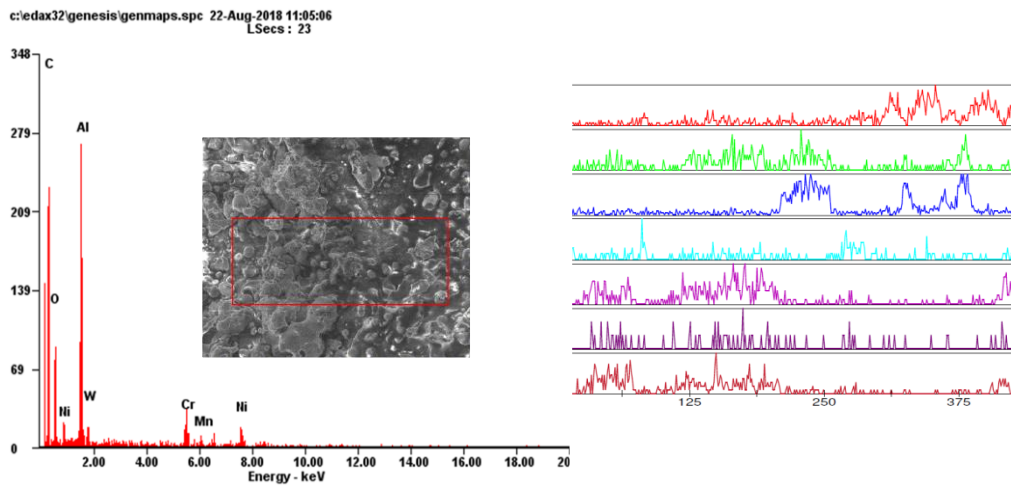 c:\edax32\genesis\genmaps.spc 22-Aug-2018 11:05:06
LSecs : 23
348
C
279
Al
209
139
O
69
Ni
W
Cr
Mn
Ni
0
2.00 4.00 6.00 8.00 10.00 12.00 14.00 16.00 18.00 20
Energy - keV
125 250 375